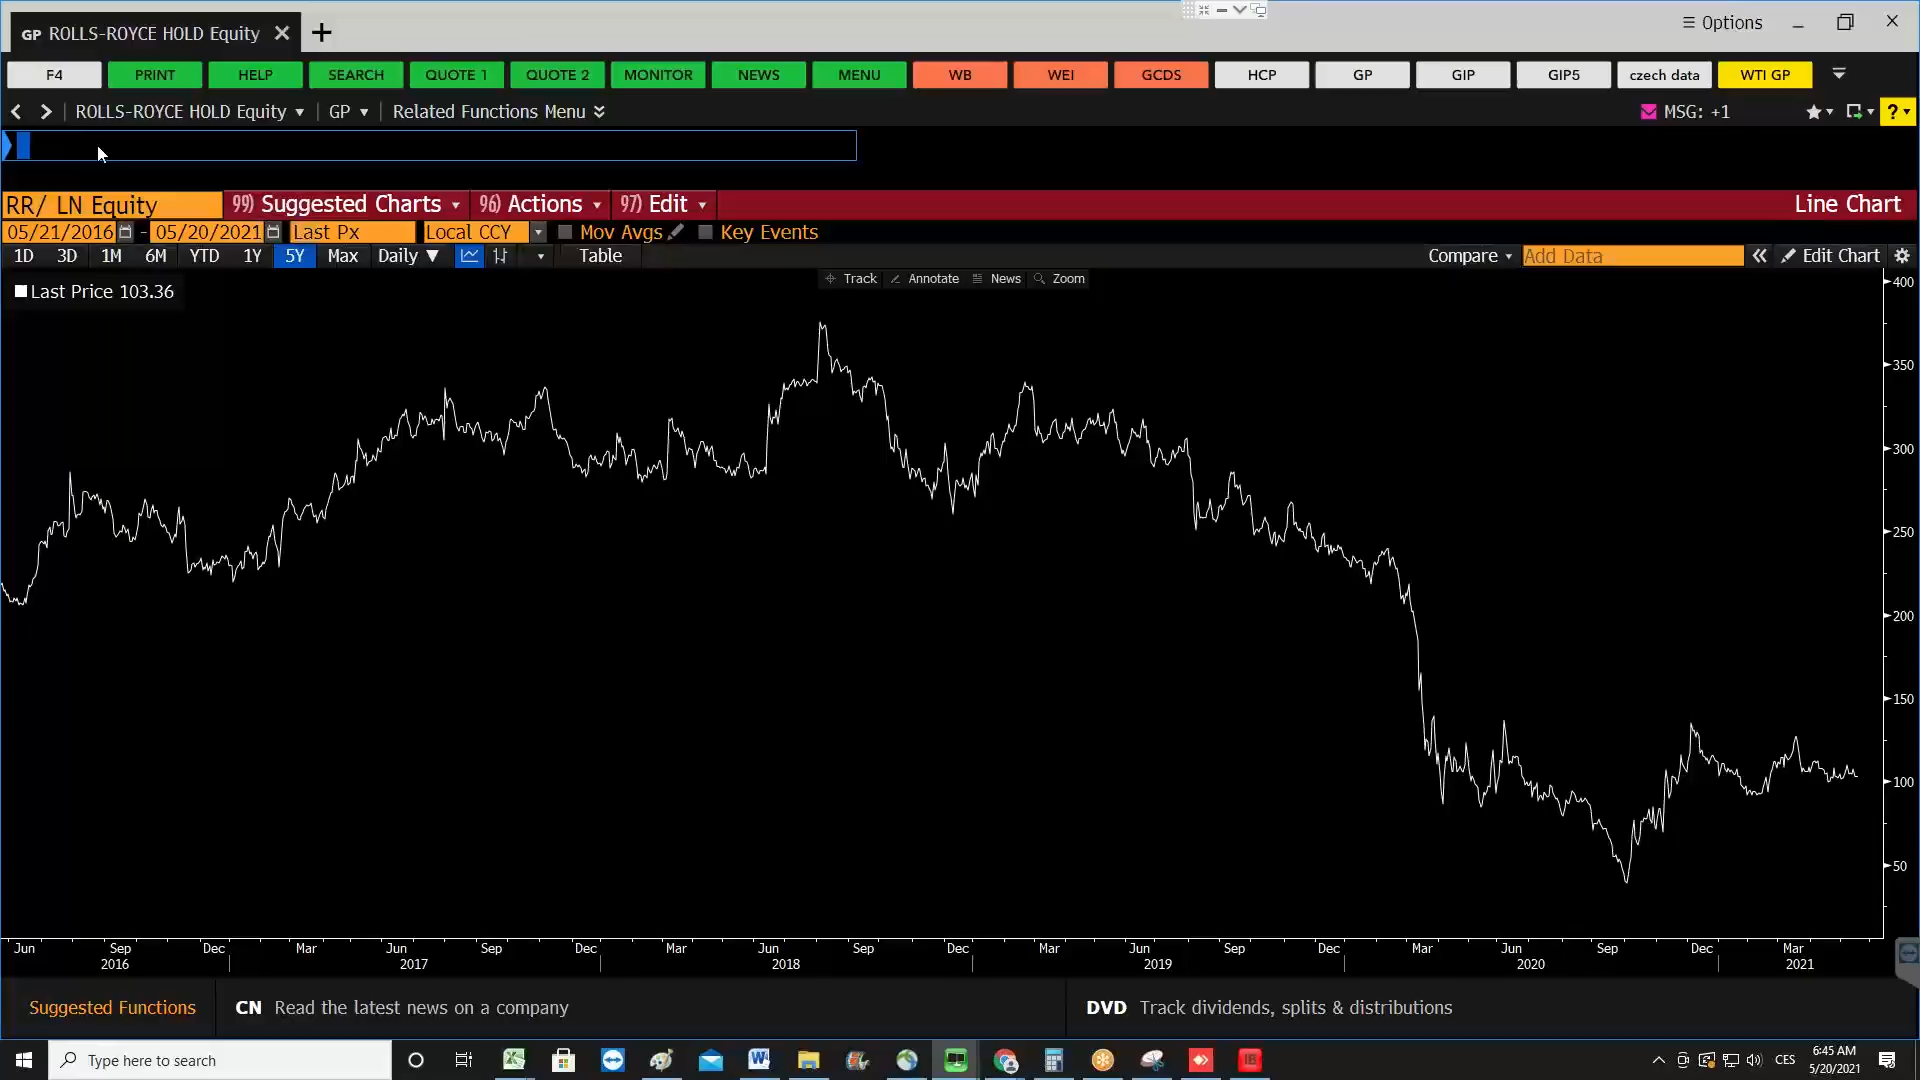 GP ROLLS-ROYCE HOLD Equity
Options
F4 PRINT HELP SEARCH QUOTE 1 QUOTE 2 MONITOR NEWS MENU WB WEI GCDS HCP GP GIP GIP5 czech data WTI GP
ROLLS-ROYCE HOLD Equity GP Related Functions Menu MSG: +1 ?
RR/ LN Equity 99) Suggested Charts 96) Actions 97) Edit Line Chart
05/21/2016 - 05/20/2021 Last Px Local CCY Mov Avgs Key Events
1D 3D 1M 6M YTD 1Y 5Y Max Daily Table Compare Add Data Edit Chart
Track Annotate News Zoom
Last Price 103.36
400
350
300
250
200
150
100
50
Jun Sep Dec Mar Jun Sep Dec Mar Jun Sep Dec Mar Jun Sep Dec Mar Jun Sep Dec Mar
2016 2017 2018 2019 2020 2021
Suggested Functions CN Read the latest news on a company DVD Track dividends, splits & distributions
Type here to search
CES
6:45 AM
5/20/2021